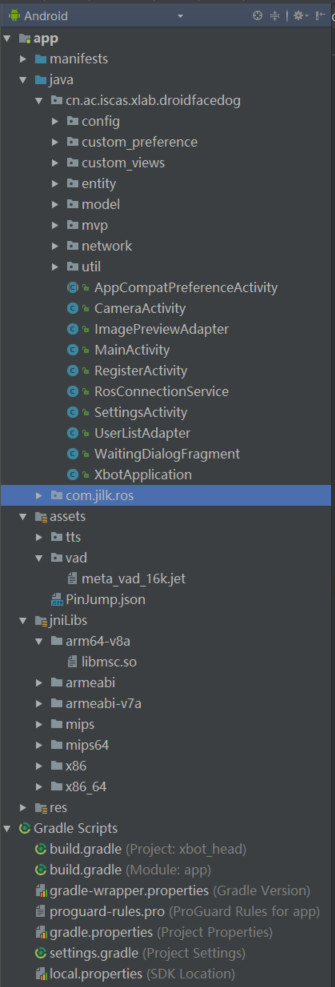 Android
app
manifests
java
cn.ac.iscas.xlab.droidfacedog
config
custom_preference
custom_views
entity
model
mvp
network
util
AppCompatPreferenceActivity
CameraActivity
ImagePreviewAdapter
MainActivity
RegisterActivity
RosConnectionService
SettingsActivity
UserListAdapter
WaitingDialogFragment
XbotApplication
com.jilk.ros
assets
tts
vad
meta_vad_16k.jet
PinJump.json
jniLibs
arm64-v8a
libmsc.so
armeabi
armeabi-v7a
mips
mips64
x86
x86_64
res
Gradle Scripts
build.gradle (Project: xbot_head)
build.gradle (Module: app)
gradle-wrapper.properties (Gradle Version)
proguard-rules.pro (ProGuard Rules for app)
gradle.properties (Project Properties)
settings.gradle (Project Settings)
local.properties (SDK Location)